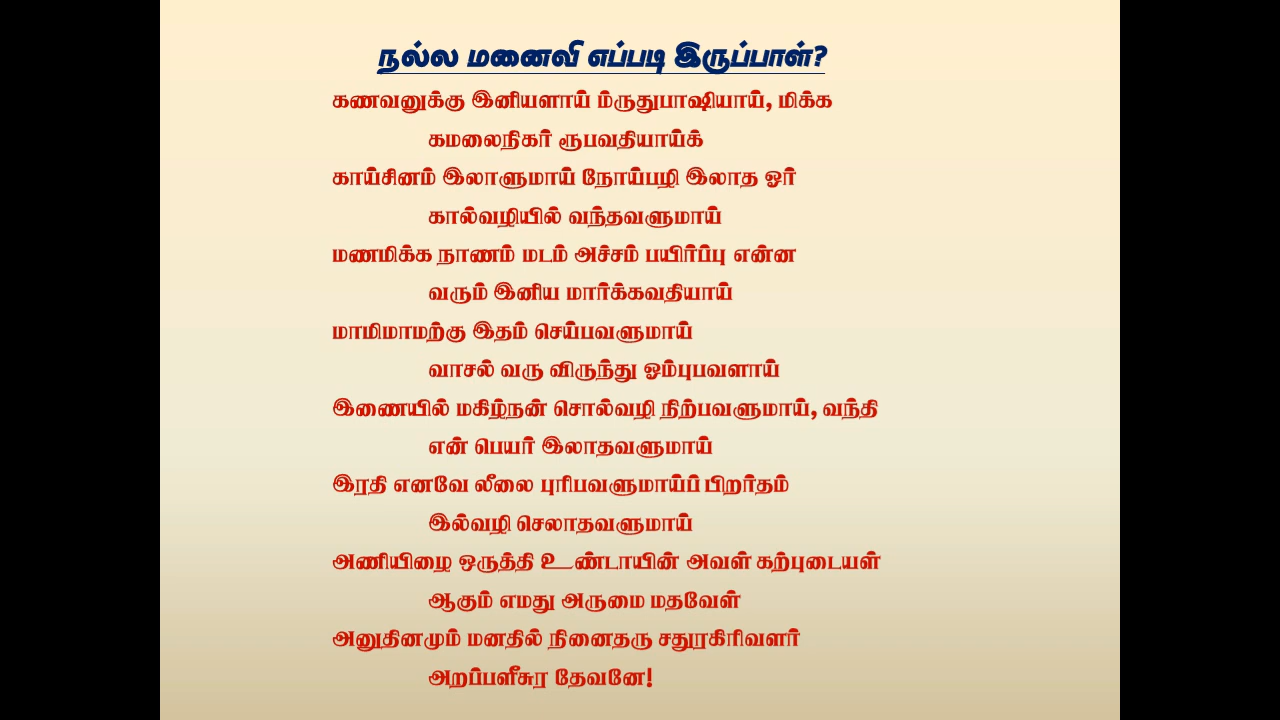 நல்ல மனைவி எப்படி இருப்பாள்?
கணவனுக்கு இனியளாய் ம்ருதுபாஷியாய், மிக்க
கமலைநிகர் ரூபவதியாய்க்
காய்சினம் இலாளுமாய் நோய்பழி இலாத ஓர்
கால்வழியில் வந்தவளுமாய்
மணமிக்க நாணம் மடம் அச்சம் பயிர்ப்பு என்ன
வரும் இனிய மார்க்கவதியாய்
மாமிமாமற்கு இதம் செய்பவளுமாய்
வாசல் வரு விருந்து ஓம்புபவளாய்
இணையில் மகிழ்நன் சொல்வழி நிற்பவளுமாய், வந்தி
என் பெயர் இலாதவளுமாய்
இரதி எனவே லீலை புரிபவளுமாய்ப் பிறர்தம்
இல்வழி செலாதவளுமாய்
அணியிழை ஒருத்தி உண்டாயின் அவள் கற்புடையள்
ஆகும் எமது அருமை மதவேள்
அனுதினமும் மனதில் நினைதரு சதுரகிரிவளர்
அறப்பளீசுர தேவனே!